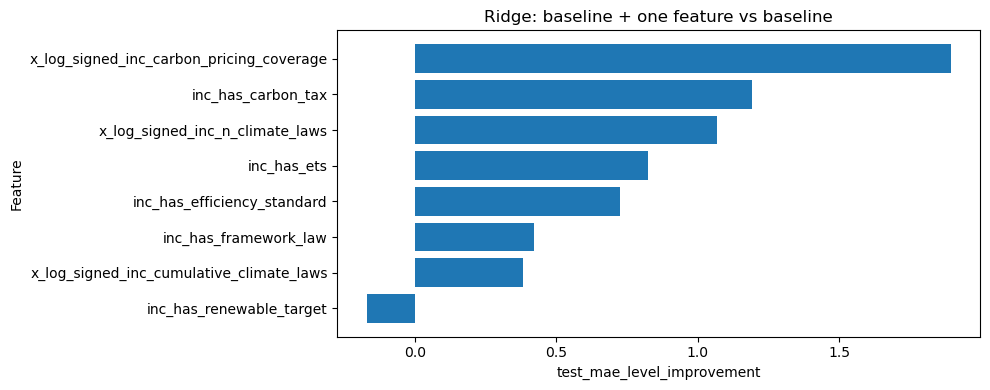 Ridge: baseline + one feature vs baseline
Feature
x_log_signed_inc_carbon_pricing_coverage
inc_has_carbon_tax
x_log_signed_inc_n_climate_laws
inc_has_ets
inc_has_efficiency_standard
inc_has_framework_law
x_log_signed_inc_cumulative_climate_laws
inc_has_renewable_target
0.0 0.5 1.0 1.5
test_mae_level_improvement